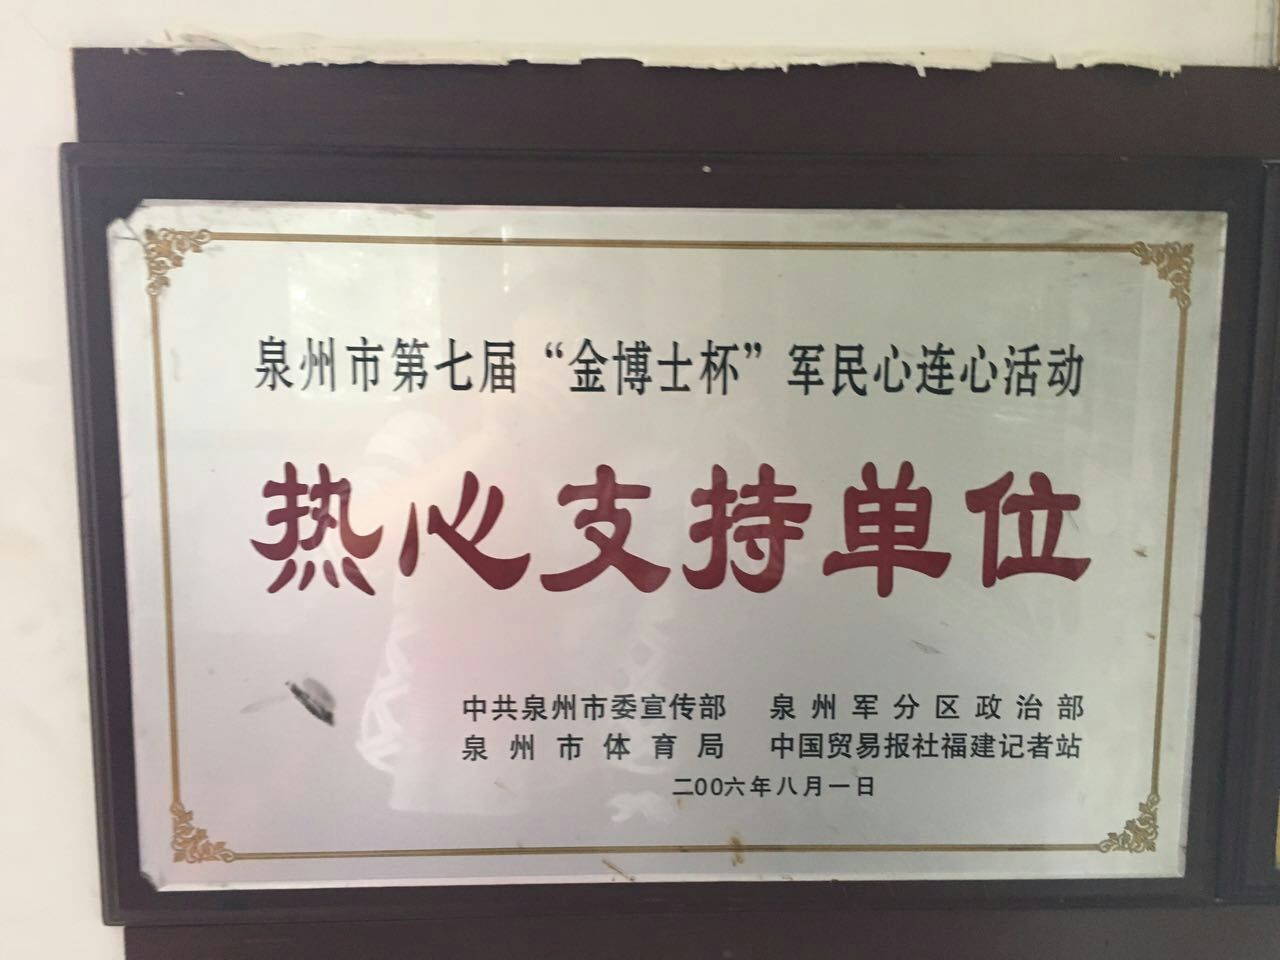 泉州市第七届“金博士杯”军民心连心活动
热心支持单位
中共泉州市委宣传部 泉州军分区政治部
泉州市体育局 中国贸易报社福建记者站
二00六年八月一日